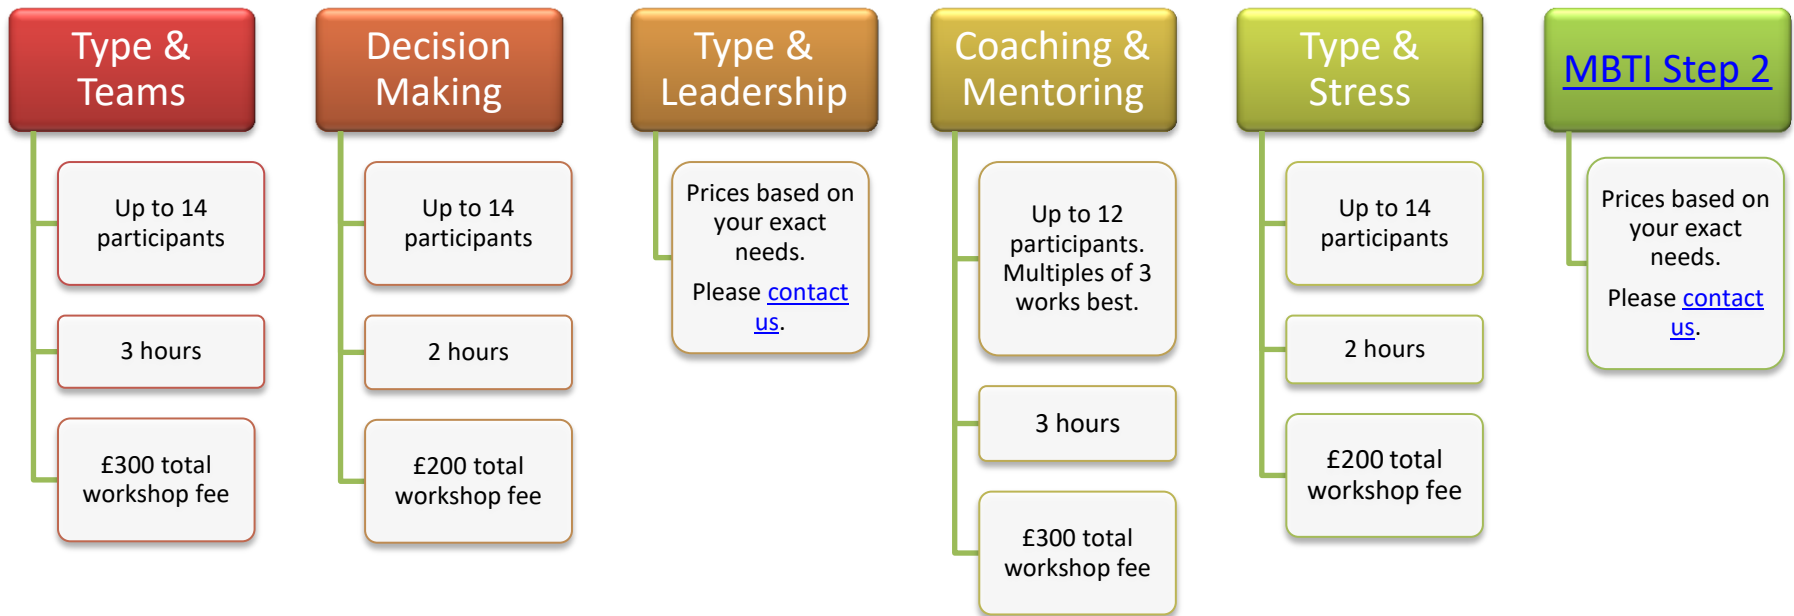 Type &
Teams
Up to 14
participants
3 hours
£300 total
workshop fee
Decision
Making
Up to 14
participants
2 hours
£200 total
workshop fee
Type &
Leadership
Prices based on
your exact
needs.
Please contact
us.
Coaching &
Mentoring
Up to 12
participants.
Multiples of 3
works best.
3 hours
£300 total
workshop fee
Type &
Stress
Up to 14
participants
2 hours
£200 total
workshop fee
MBTI Step 2
Prices based on
your exact
needs.
Please contact
us.